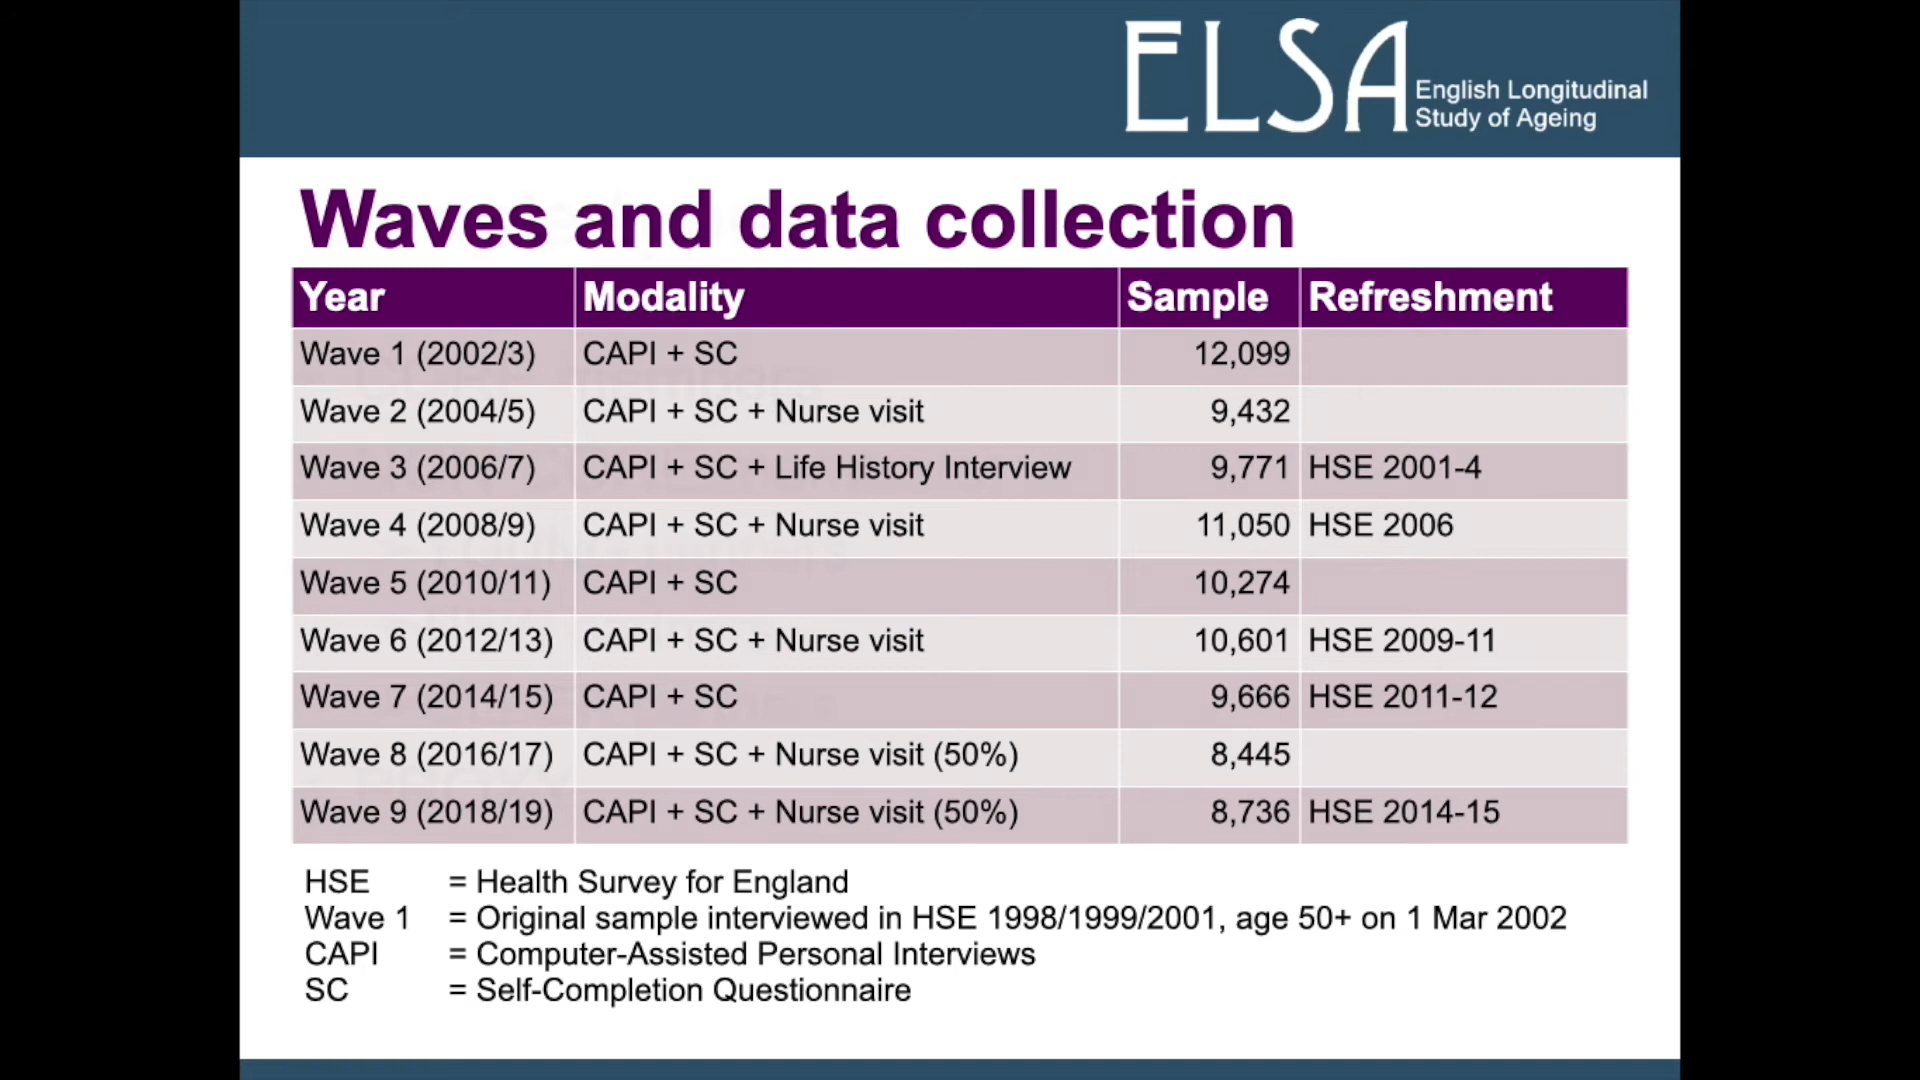 ELSA
English Longitudinal
Study of Ageing
Waves and data collection
Year Modality Sample Refreshment
Wave 1 (2002/3) CAPI + SC 12,099
Wave 2 (2004/5) CAPI + SC + Nurse visit 9,432
Wave 3 (2006/7) CAPI + SC + Life History Interview 9,771 HSE 2001-4
Wave 4 (2008/9) CAPI + SC + Nurse visit 11,050 HSE 2006
Wave 5 (2010/11) CAPI + SC 10,274
Wave 6 (2012/13) CAPI + SC + Nurse visit 10,601 HSE 2009-11
Wave 7 (2014/15) CAPI + SC 9,666 HSE 2011-12
Wave 8 (2016/17) CAPI + SC + Nurse visit (50%) 8,445
Wave 9 (2018/19) CAPI + SC + Nurse visit (50%) 8,736 HSE 2014-15
HSE = Health Survey for England
Wave 1 = Original sample interviewed in HSE 1998/1999/2001, age 50+ on 1 Mar 2002
CAPI = Computer-Assisted Personal Interviews
SC = Self-Completion Questionnaire